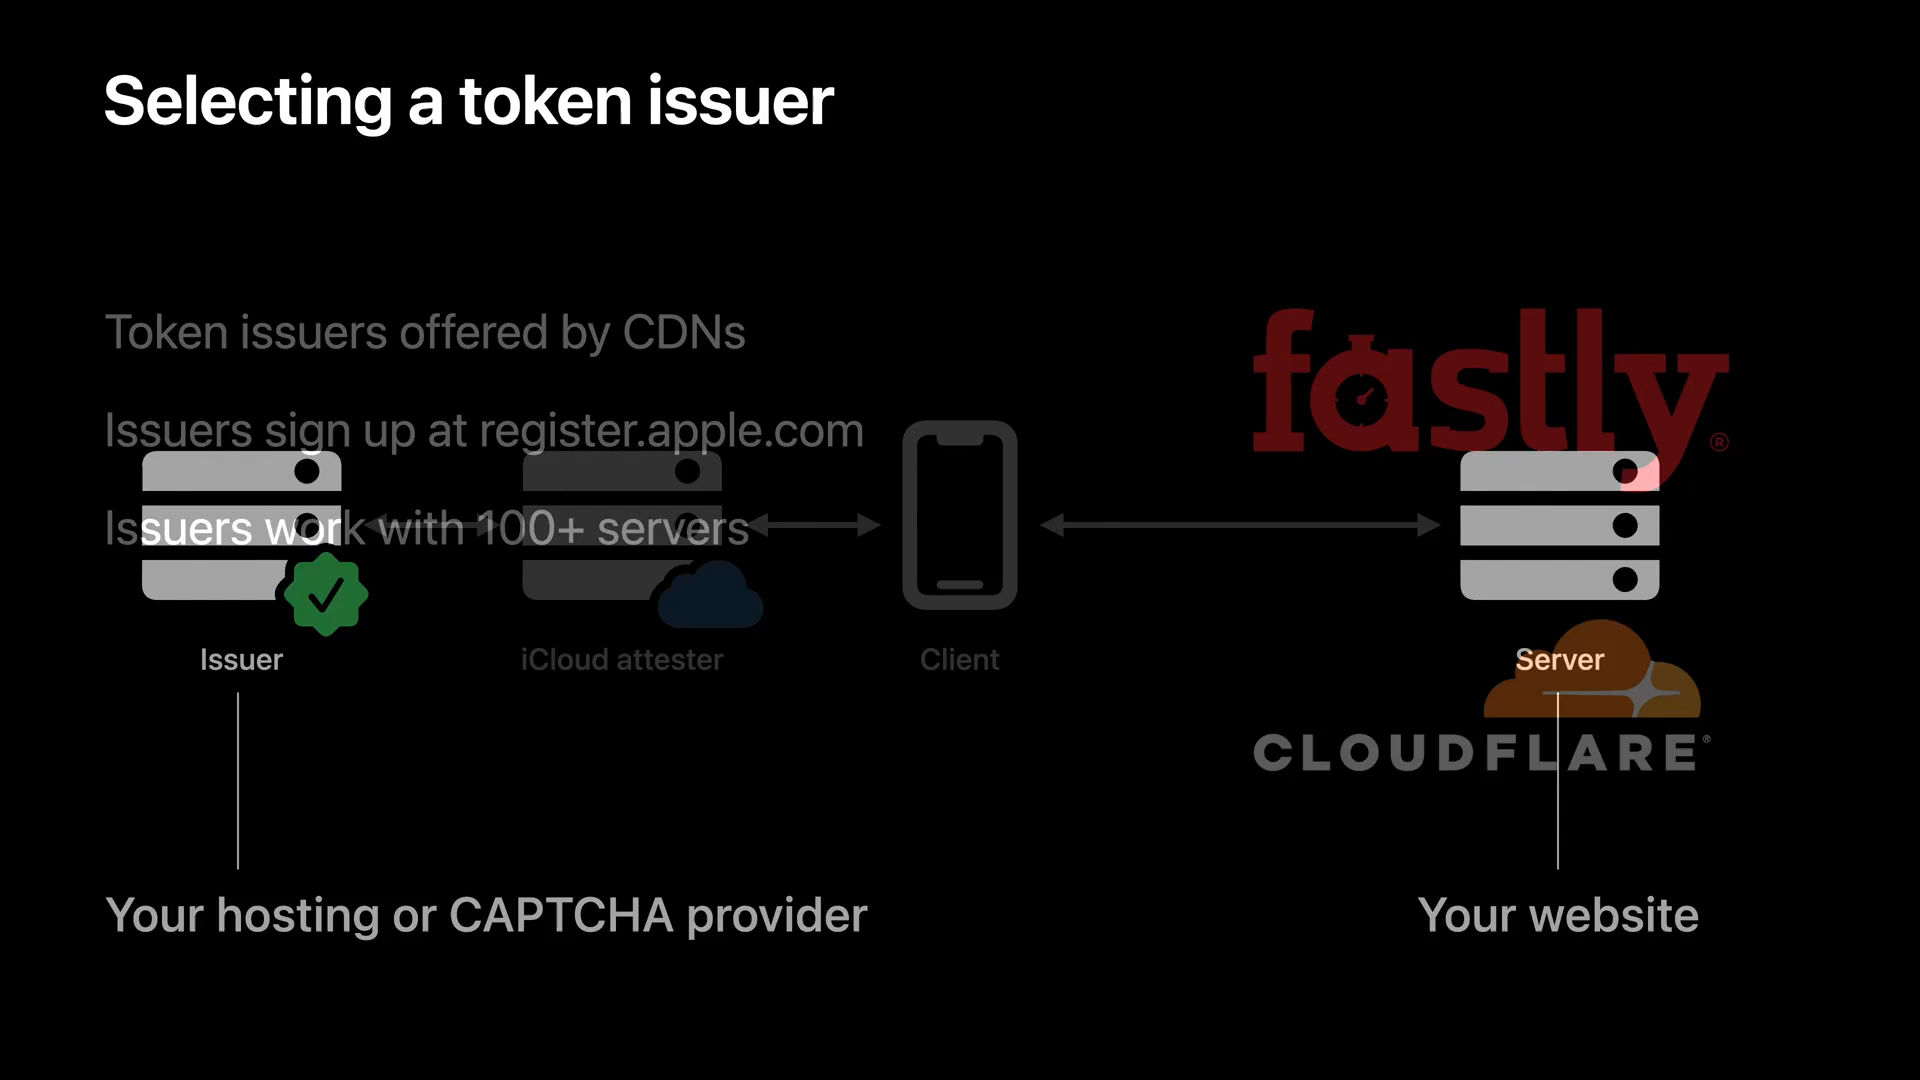 Selecting a token issuer
Token issuers offered by CDNs
Issuers sign up at register.apple.com
Issuers work with 100+ servers
fastly®
Issuer
iCloud attester
Client
Server
CLOUDFLARE®
Your hosting or CAPTCHA provider
Your website